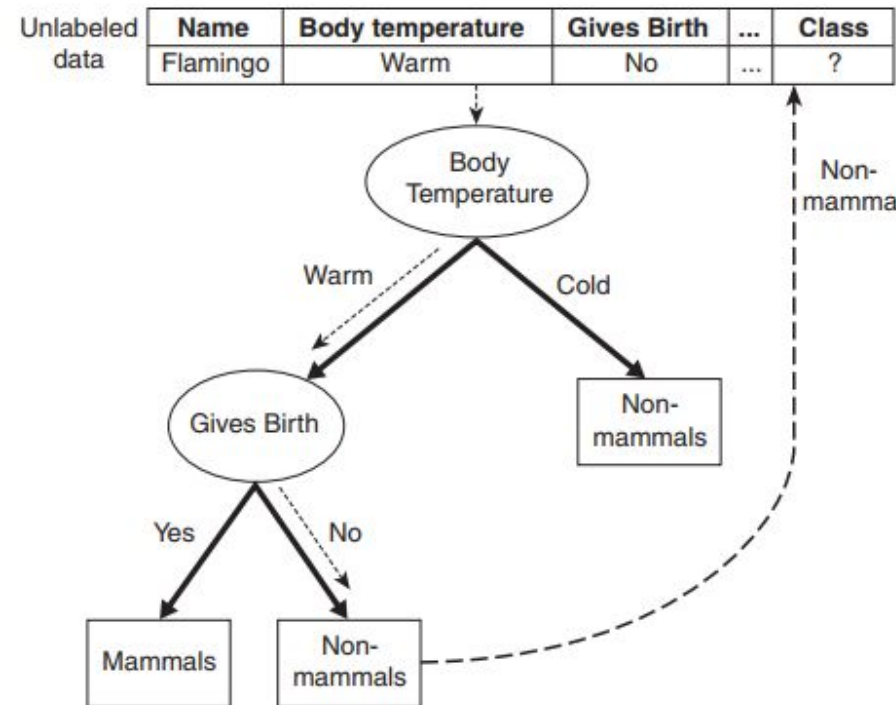 Unlabeled data
Name Body temperature Gives Birth ... Class
Flamingo Warm No ... ?
Body
Temperature
Non-
mamma
Warm
Cold
Gives Birth
Non-
mammals
Yes
No
Mammals
Non-
mammals